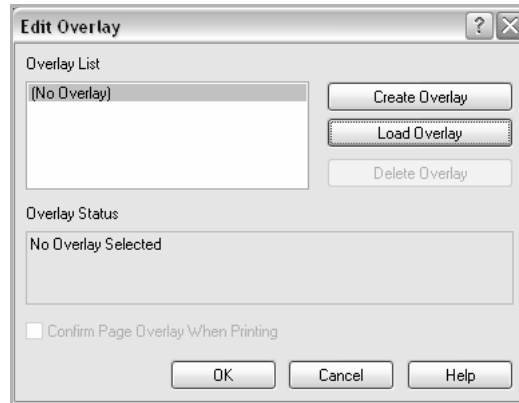 Edit Overlay
Overlay List
(No Overlay)
Create Overlay
Load Overlay
Delete Overlay
Overlay Status
No Overlay Selected
Confirm Page Overlay When Printing
OK Cancel Help